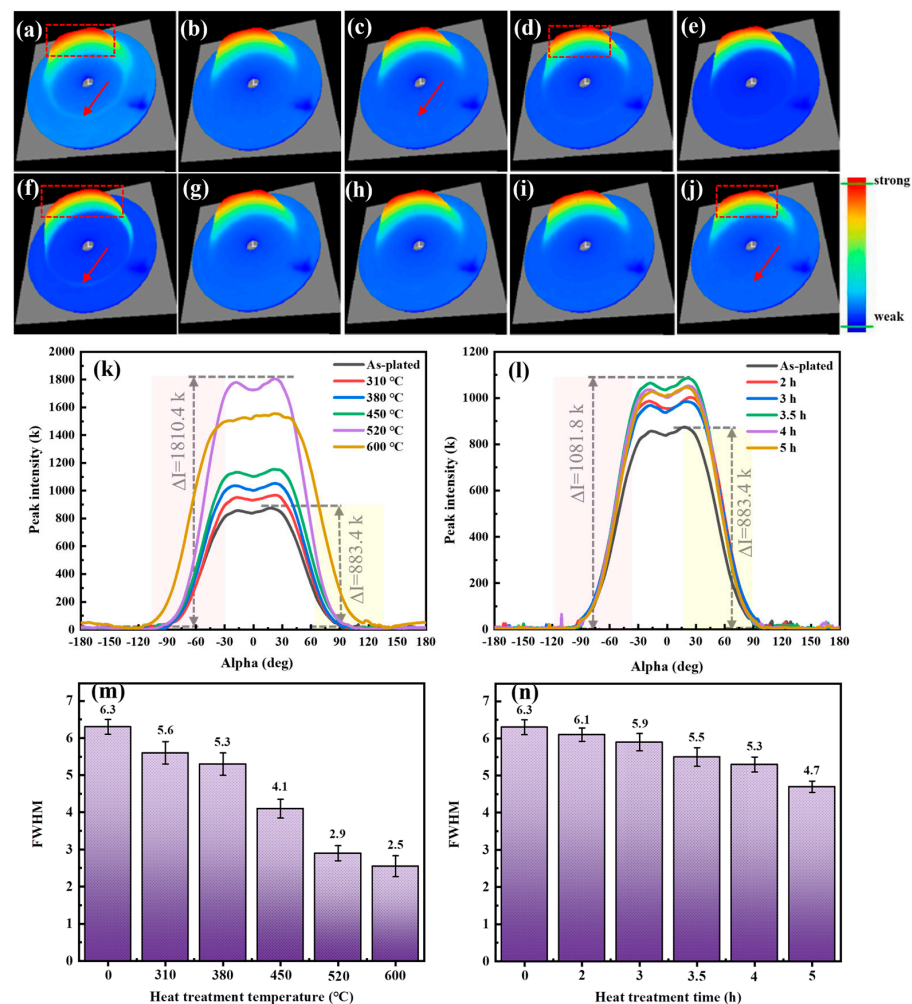 (a) (b) (c) (d) (e)
(f) (g) (h) (i) (j)
strong
weak
(k)
2000
1800
1600
1400
1200
1000
800
600
400
200
0
Peak intensity (k)
-180 -150 -120 -90 -60 -30 0 30 60 90 120 150 180
Alpha (deg)
ΔI=1810.4 k
ΔI=883.4 k
As-plated
310 °C
380 °C
450 °C
520 °C
600 °C
(l)
1200
1000
800
600
400
200
0
Peak intensity (k)
-180 -150 -120 -90 -60 -30 0 30 60 90 120 150 180
Alpha (deg)
ΔI=1081.8 k
ΔI=883.4 k
As-plated
2 h
3 h
3.5 h
4 h
5 h
(m)
7
6
5
4
3
2
1
0
FWHM
6.3 5.6 5.3 4.1 2.9 2.5
0 310 380 450 520 600
Heat treatment temperature (°C)
(n)
7
6
5
4
3
2
1
0
FWHM
6.3 6.1 5.9 5.5 5.3 4.7
0 2 3 3.5 4 5
Heat treatment time (h)